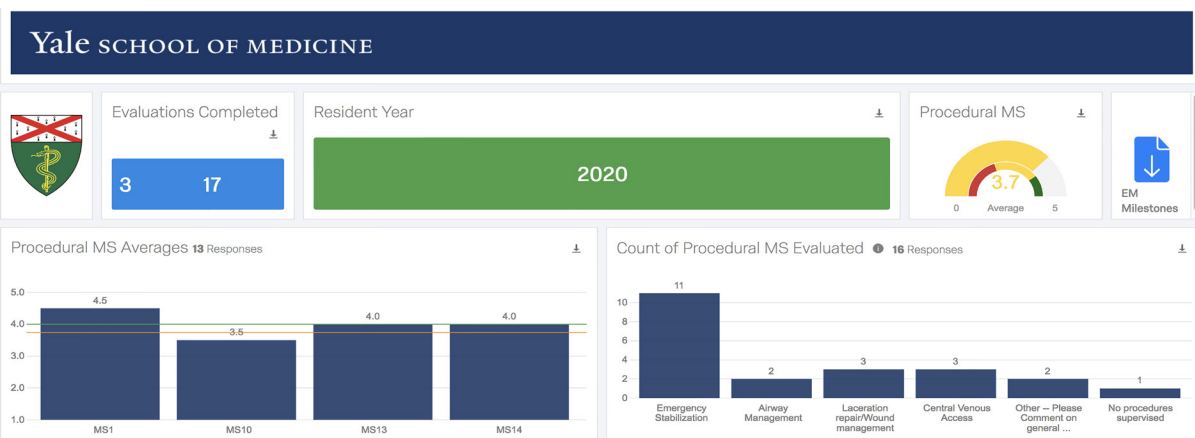 Yale SCHOOL OF MEDICINE
Evaluations Completed
3 17
Resident Year
2020
Procedural MS
3.7
0 Average 5
EM
Milestones
Procedural MS Averages 13 Responses
5.0
4.0
3.0
2.0
1.0
4.5
3.5
4.0
4.0
MS1
MS10
MS13
MS14
Count of Procedural MS Evaluated 16 Responses
10
8
6
4
2
0
11
2
3
3
2
1
Emergency
Stabilization
Airway
Management
Laceration
repair/Wound
management
Central Venous
Access
Other – Please
Comment on
general ...
No procedures
supervised